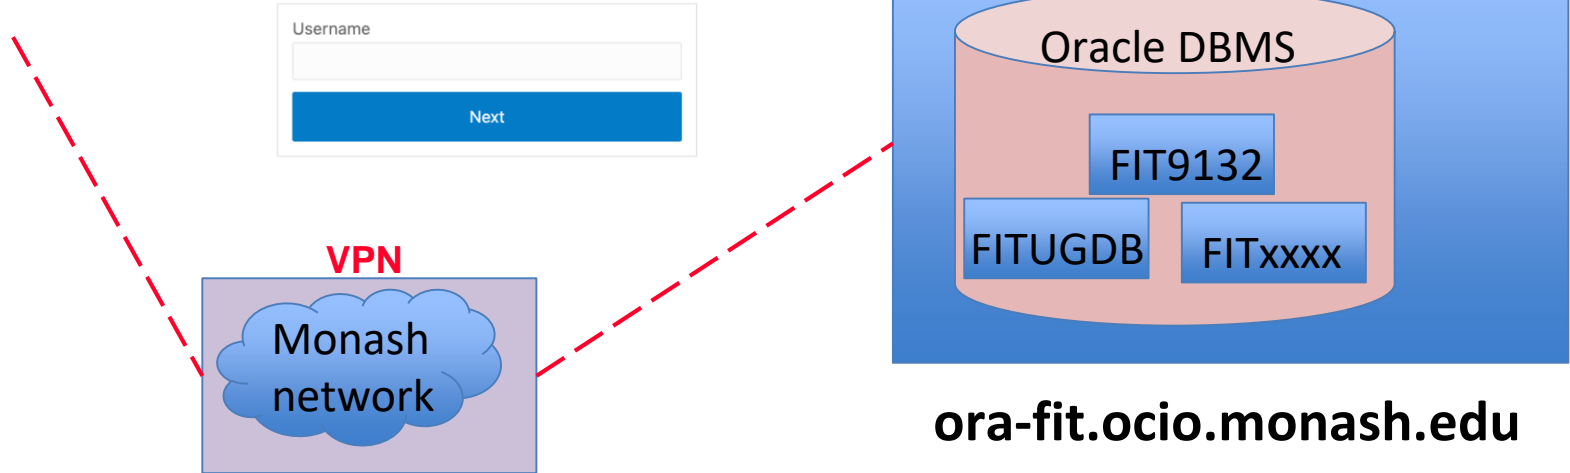 Username
Next
VPN
Monash
network
Oracle DBMS
FIT9132
FITUGDB
FITxxxx
ora-fit.ocio.monash.edu